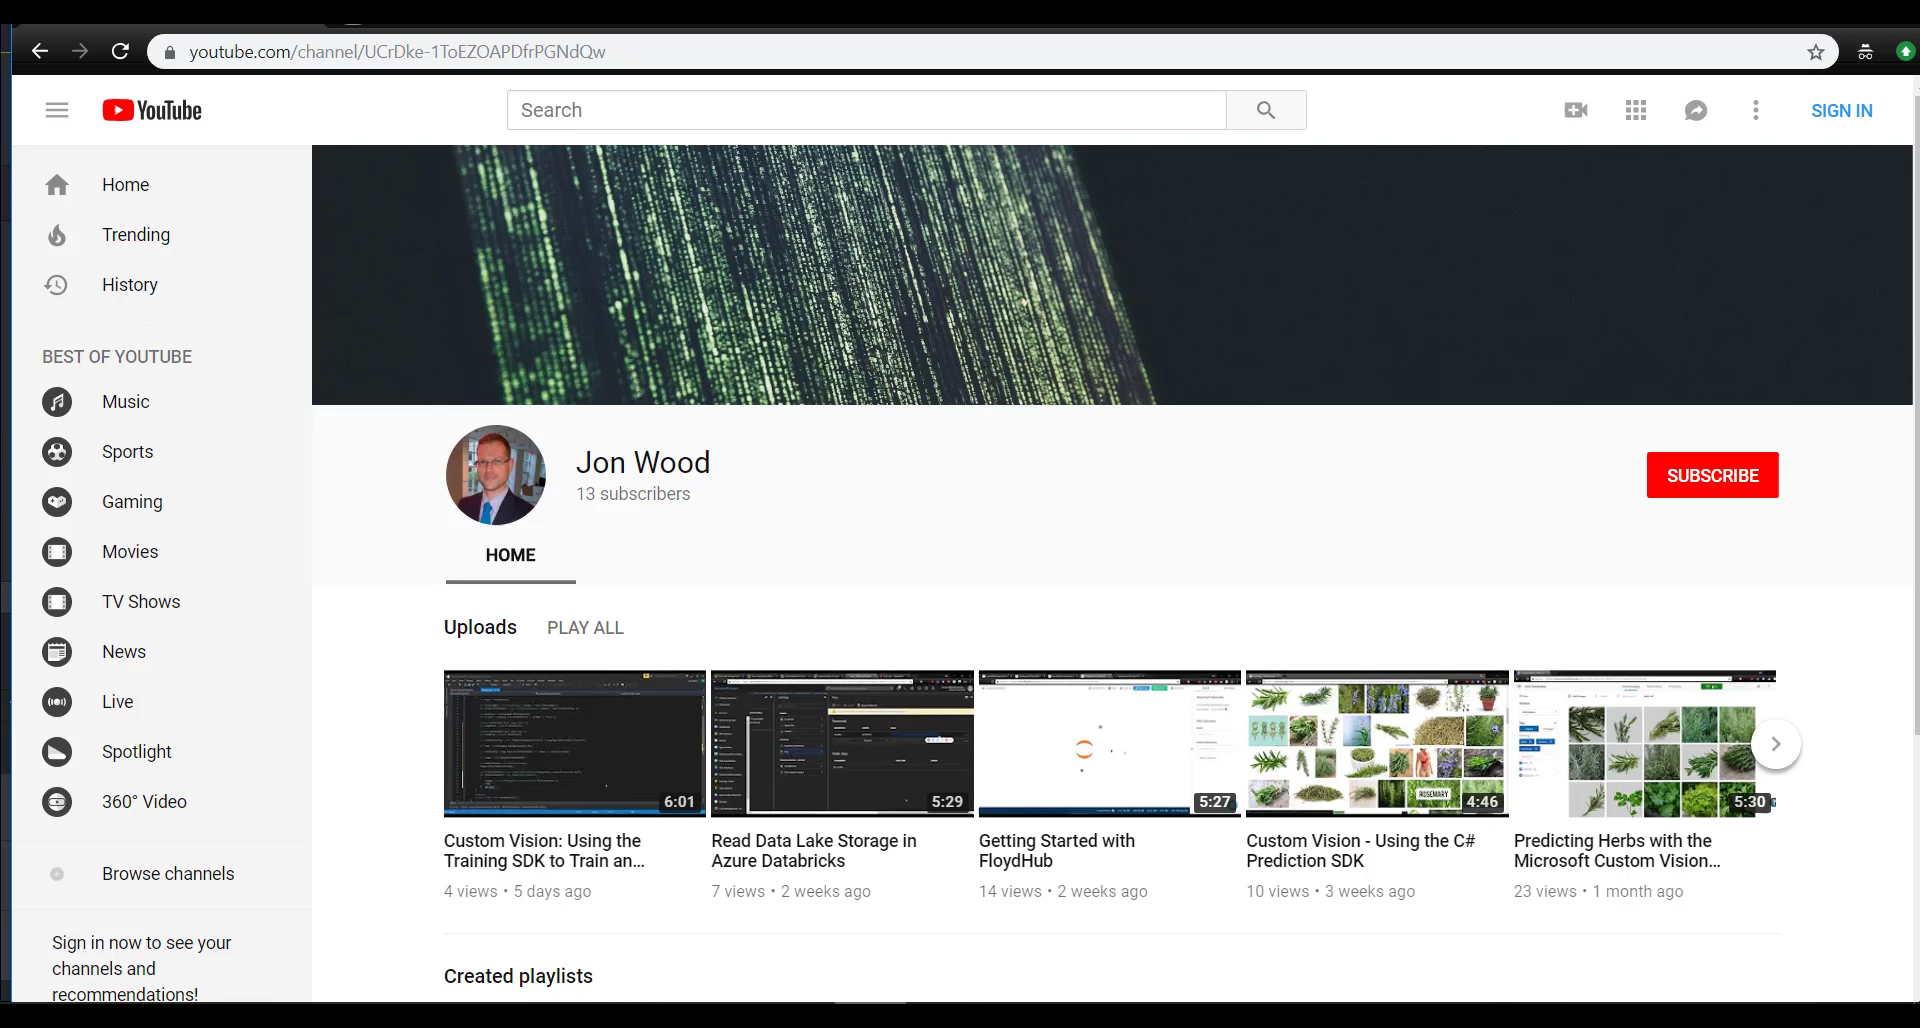 youtube.com/channel/UCrDke-1ToEZOAPDfrPGNdQw
YouTube
Search
SIGN IN
Home
Trending
History
BEST OF YOUTUBE
Music
Sports
Gaming
Movies
TV Shows
News
Live
Spotlight
360° Video
Browse channels
Sign in now to see your
channels and
recommendations!
Jon Wood
13 subscribers
SUBSCRIBE
HOME
Uploads PLAY ALL
6:01
Custom Vision: Using the
Training SDK to Train an...
4 views • 5 days ago
5:29
Read Data Lake Storage in
Azure Databricks
7 views • 2 weeks ago
5:27
Getting Started with
FloydHub
14 views • 2 weeks ago
ROSEMARY
4:46
Custom Vision - Using the C#
Prediction SDK
10 views • 3 weeks ago
5:30
Predicting Herbs with the
Microsoft Custom Vision...
23 views • 1 month ago
Created playlists